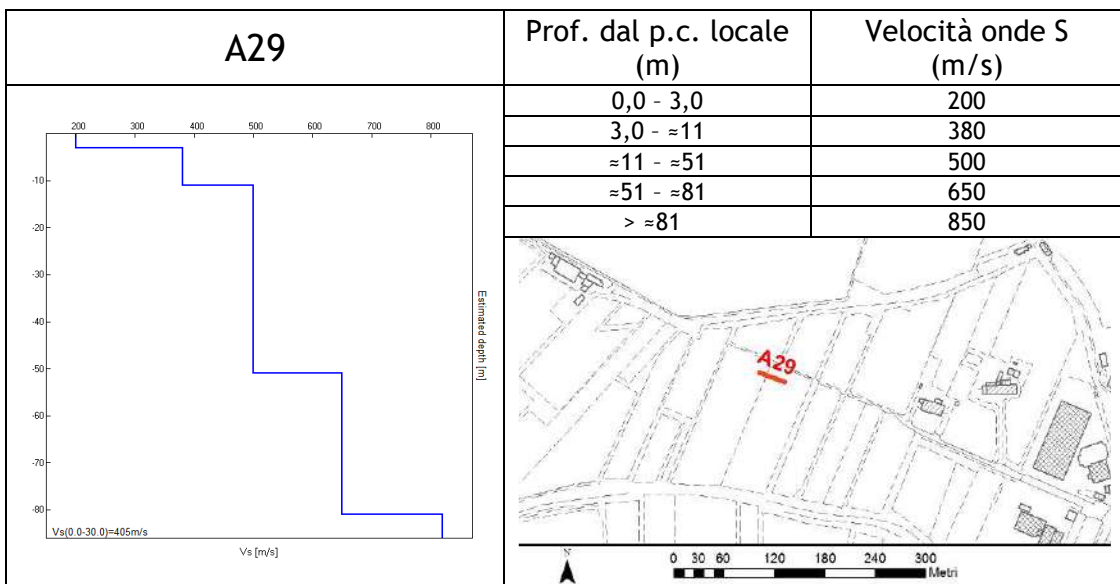 A29
Prof. dal p.c. locale
(m)
Velocità onde S
(m/s)
0,0 – 3,0 200
3,0 – ≈11 380
≈11 – ≈51 500
≈51 – ≈81 650
> ≈81 850
200 300 400 500 600 700 800
-10
-20
-30
-40
-50
-60
-70
-80
Estimated depth [m]
Vs(0.0-30.0)=405m/s
Vs [m/s]
A29
N
0 30 60 120 180 240 300
Metri